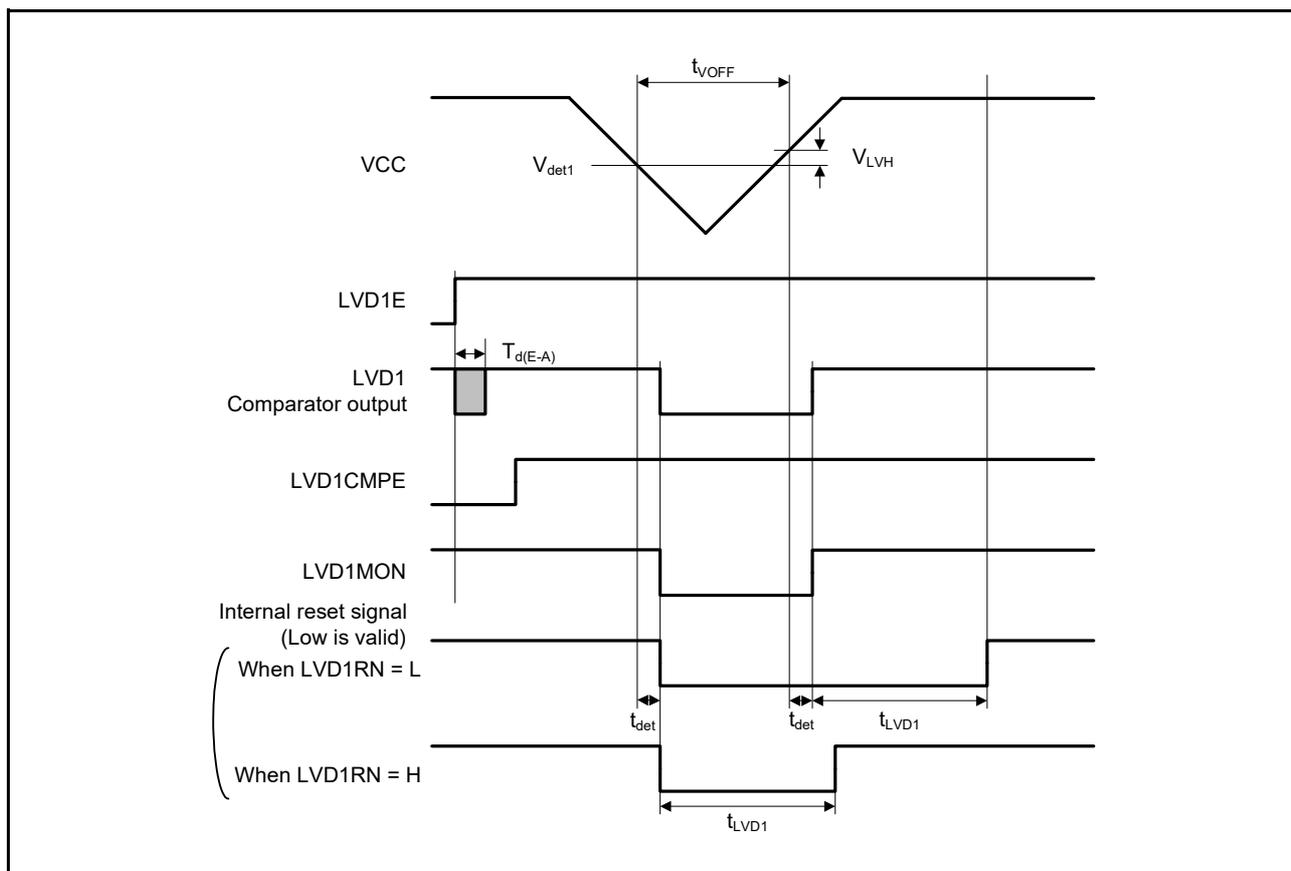 tVOFF
VCC
Vdet1
VLVH
LVD1E
Td(E-A)
LVD1
Comparator output
LVD1CMPE
LVD1MON
Internal reset signal
(Low is valid)
When LVD1RN = L
tdet
tdet
tLVD1
When LVD1RN = H
tLVD1